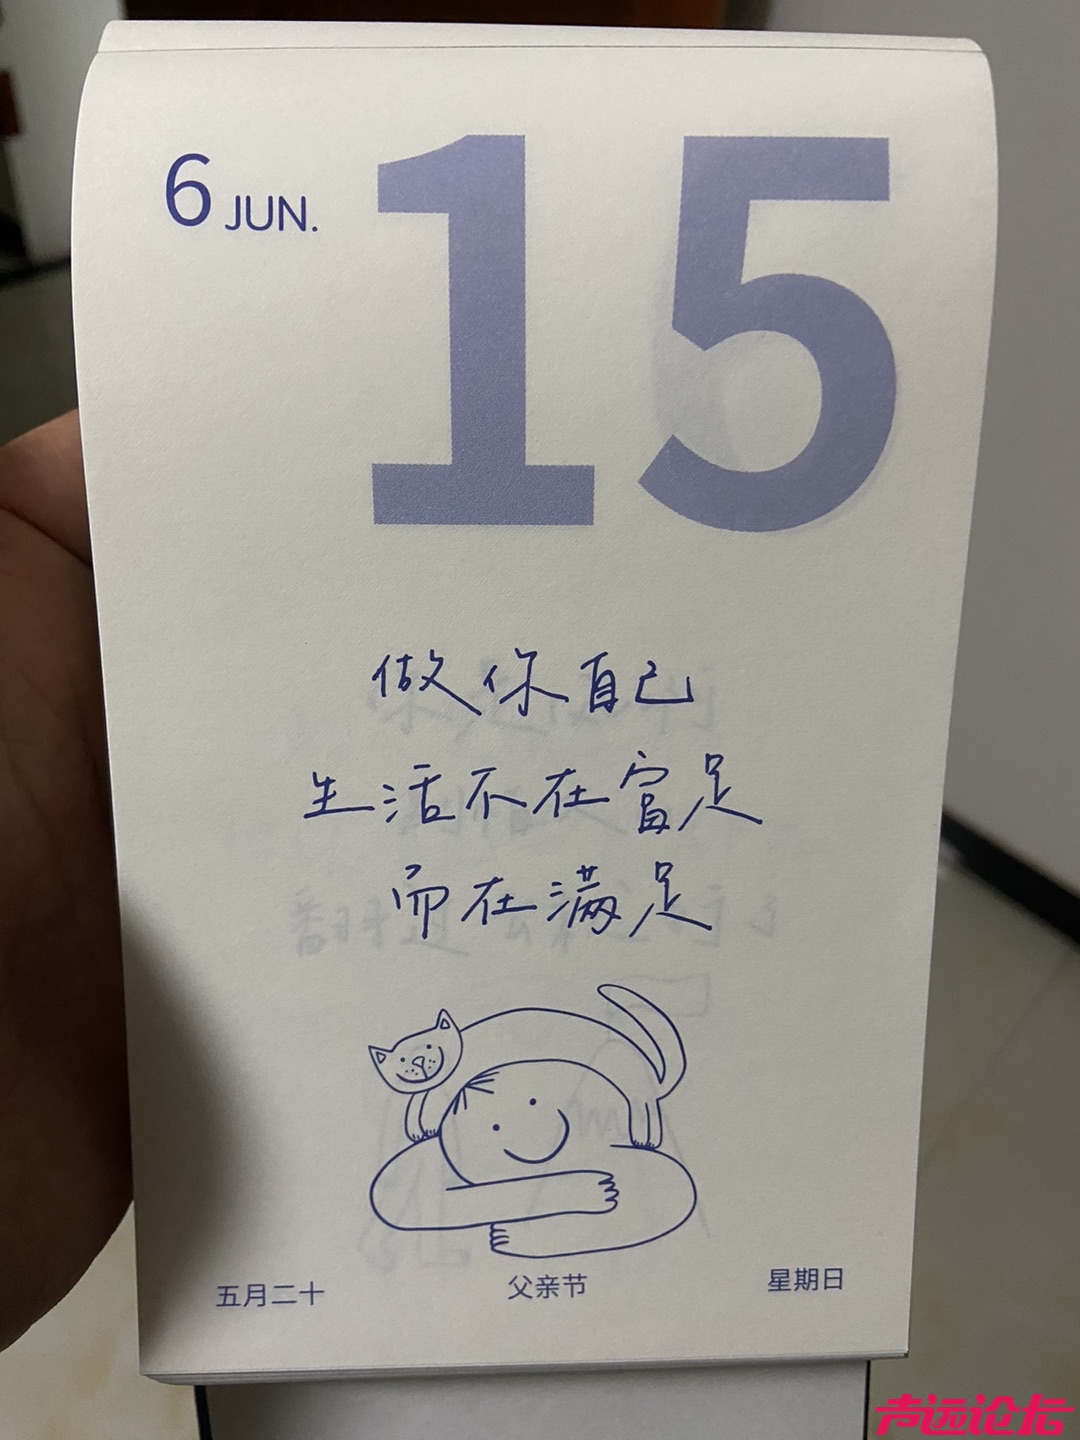 6 JUN.
15
做你自己
生活不在富足
而在满足
五月二十
父亲节
星期日
声远论坛